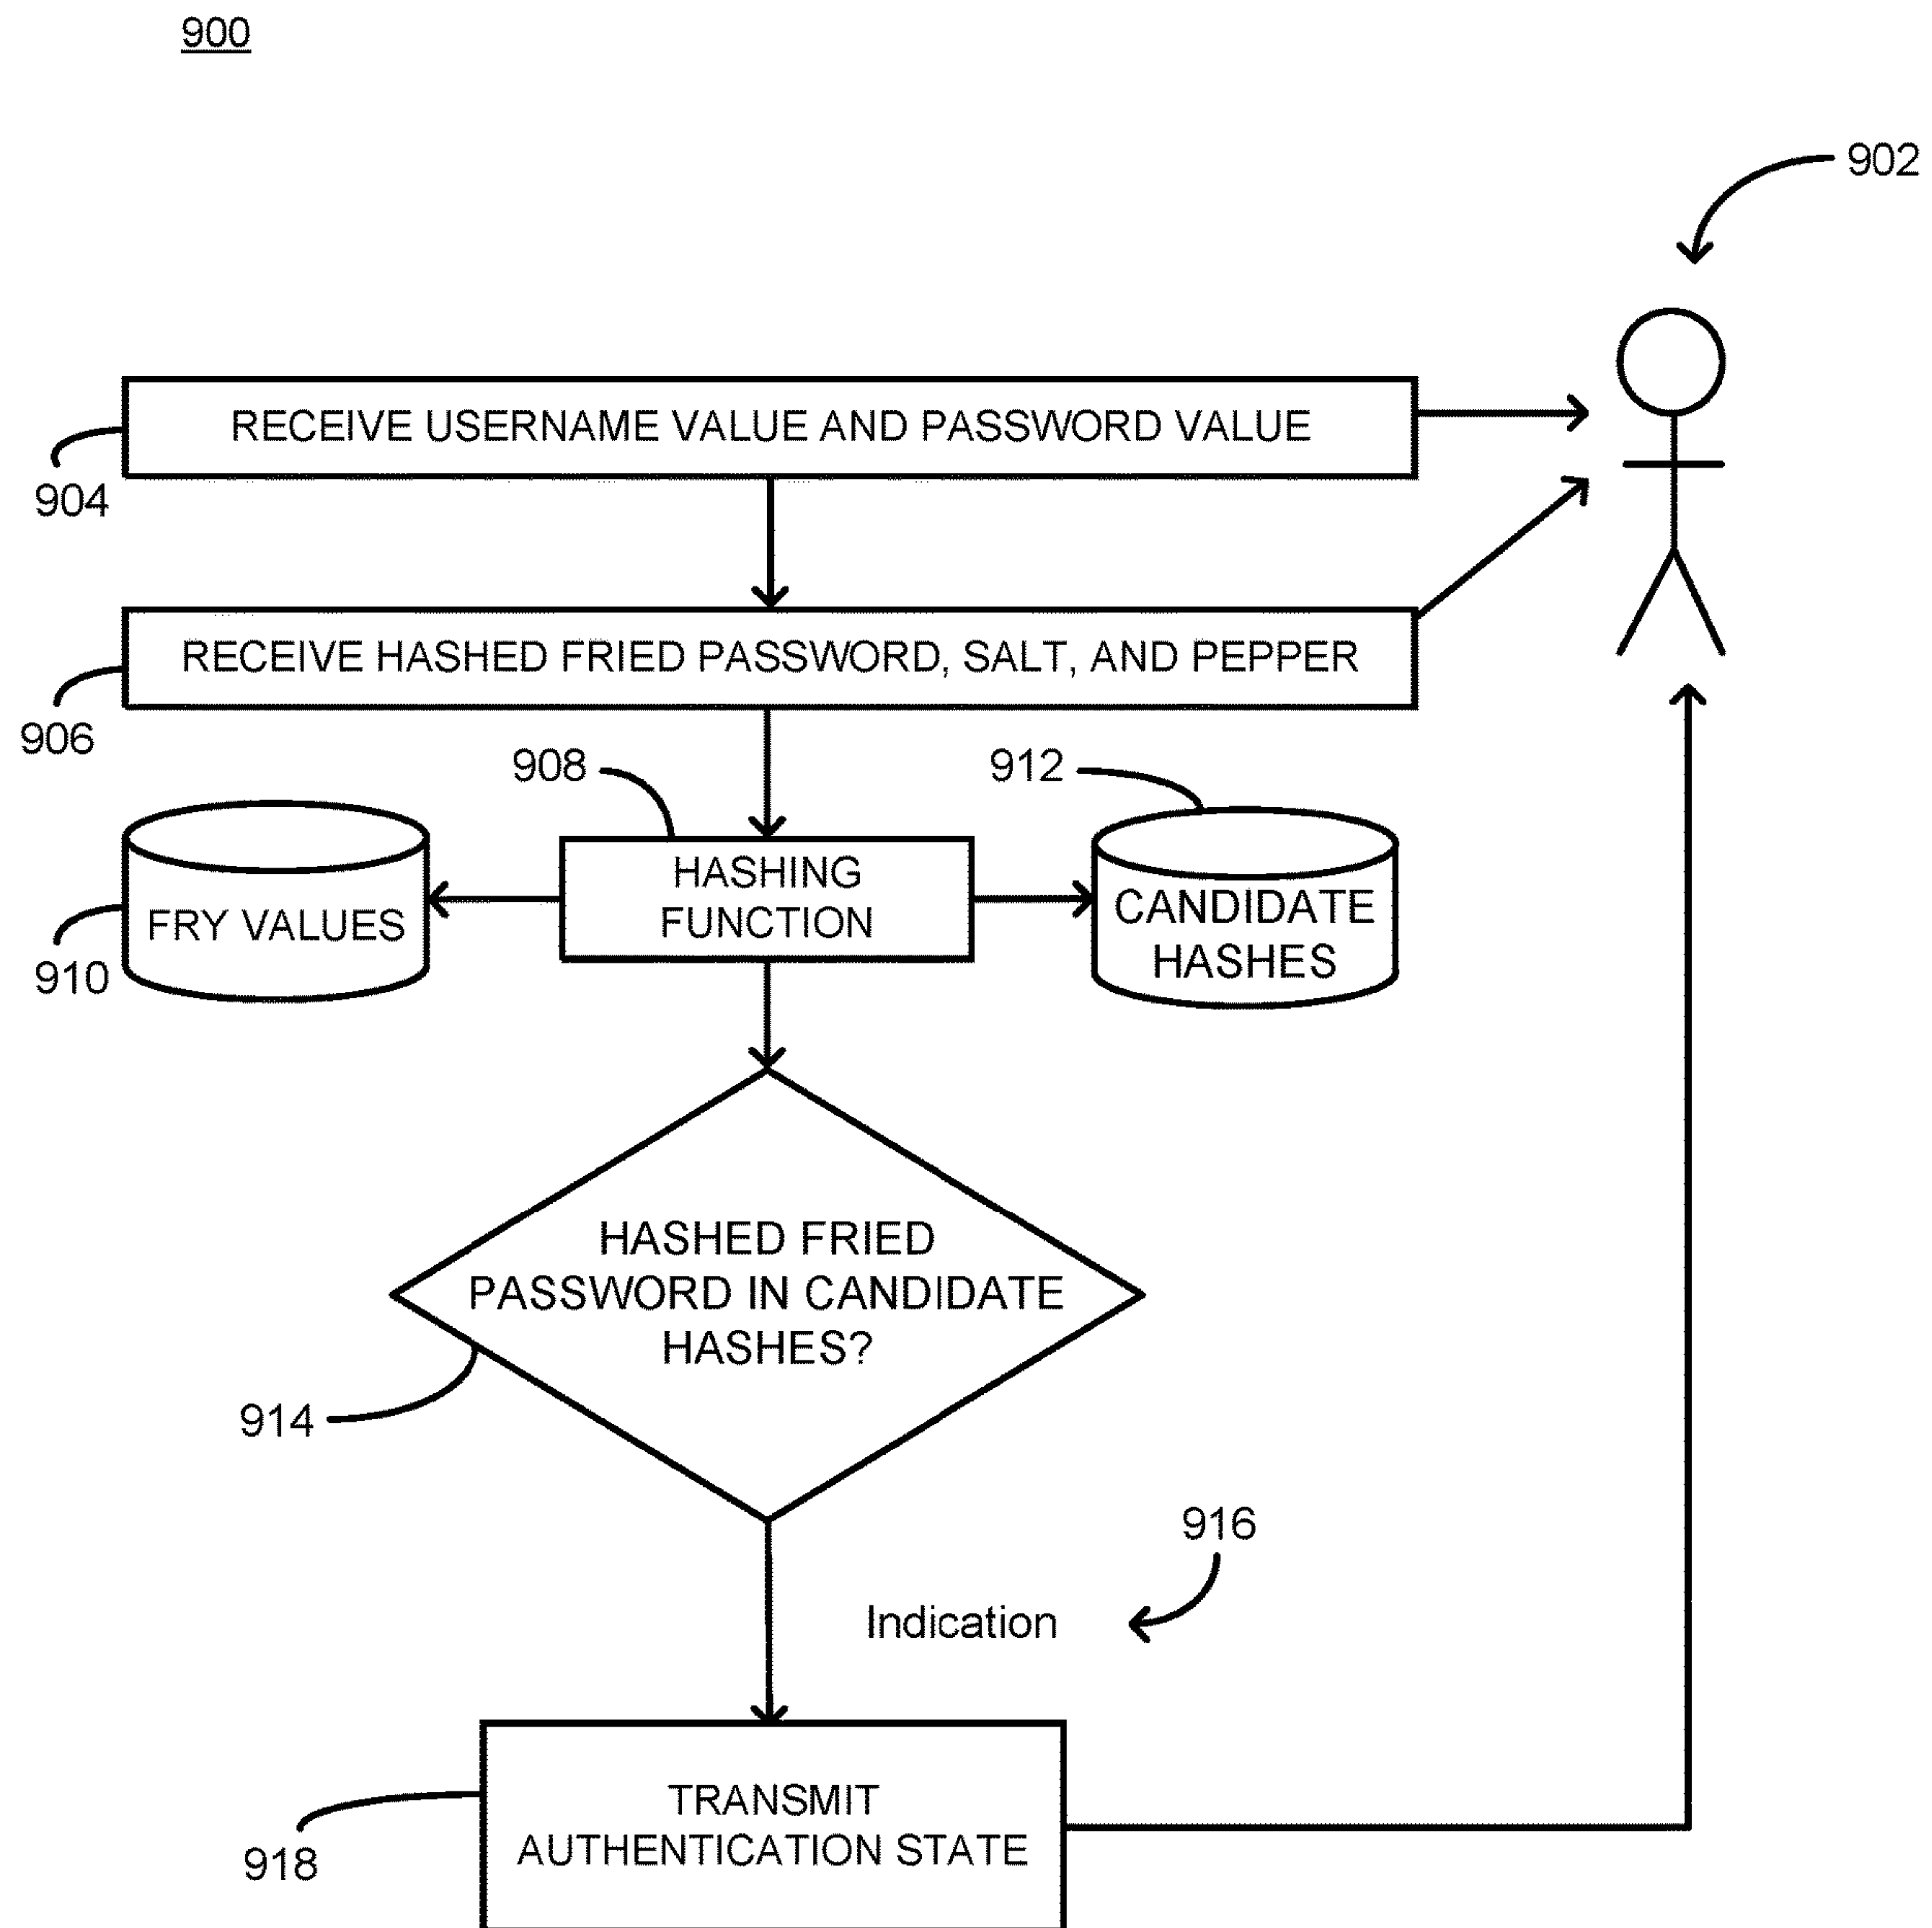 900
902
RECEIVE USERNAME VALUE AND PASSWORD VALUE
904
RECEIVE HASHED FRIED PASSWORD, SALT, AND PEPPER
906
908
912
HASHING
FUNCTION
FRY VALUES
CANDIDATE
HASHES
910
HASHED FRIED
PASSWORD IN CANDIDATE
HASHES?
914
916
Indication
TRANSMIT
AUTHENTICATION STATE
918